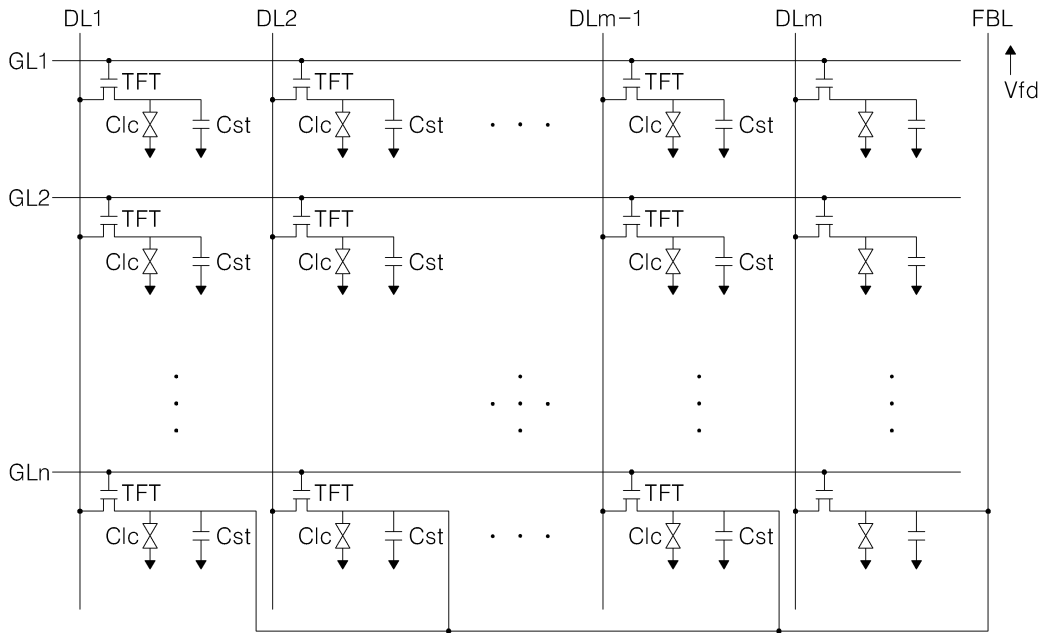 DL1 DL2 DLm-1 DLm FBL
GL1
TFT TFT TFT
Vfd
Clc Cst Clc Cst · · · Clc Cst
GL2
TFT TFT TFT
Clc Cst Clc Cst Clc Cst
GLn
TFT TFT TFT
Clc Cst Clc Cst · · · Clc Cst